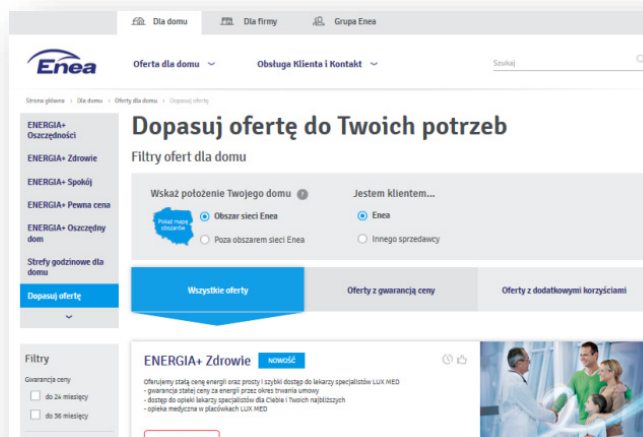 Dla domu
Dla firmy
Grupa Enea
Enea
Oferta dla domu
Obsługa Klienta i Kontakt
Szukaj
Strona główna > Dla domu > Oferty dla domu > Dopasuj ofertę
ENERGIA+ Oszczędności
ENERGIA+ Zdrowie
ENERGIA+ Spokój
ENERGIA+ Pewna cena
ENERGIA+ Oszczędny dom
Strefy godzinowe dla domu
Dopasuj ofertę
Dopasuj ofertę do Twoich potrzeb
Filtry ofert dla domu
Wskaż położenie Twojego domu ?
Pokaż mapę obszarów
Obszar sieci Enea
Poza obszarem sieci Enea
Jestem klientem...
Enea
Innego sprzedawcy
Wszystkie oferty
Oferty z gwarancją ceny
Oferty z dodatkowymi korzyściami
Filtry
Gwarancja ceny
do 24 miesięcy
do 36 miesięcy
ENERGIA+ Zdrowie NOWOŚĆ
Oferujemy stałą cenę energii oraz prosty i szybki dostęp do lekarzy specjalistów LUX MED
- gwarancja stałej ceny za energii przez okres trwania umowy
- dostęp do opieki lekarzy specjalistów dla Ciebie i Twoich najbliższych
- opieka medyczna w placówkach LUX MED